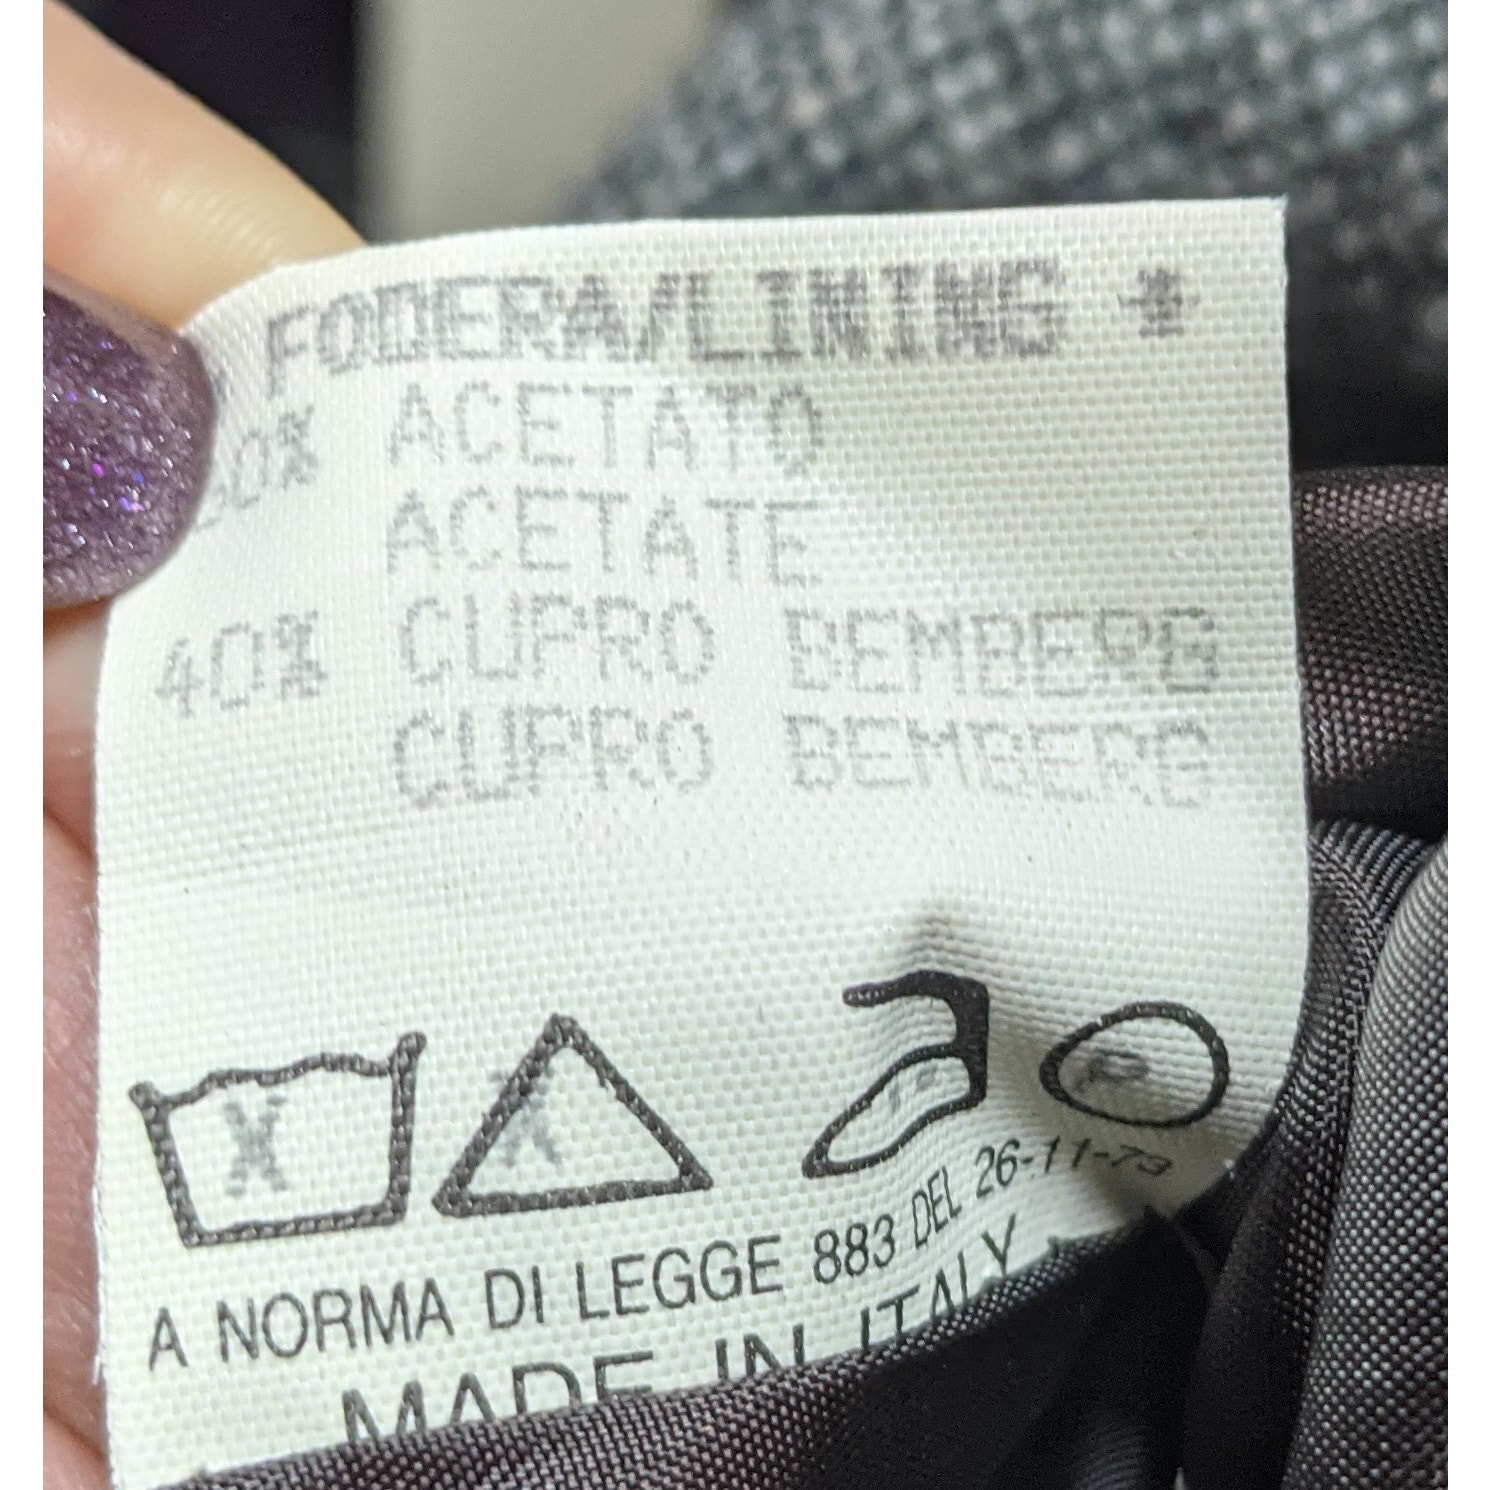 FODERA/LINING *
60% ACETATO
ACETATE
40% CUPRO BEMBERG
CUPRO BEMBERG
X X P
A NORMA DI LEGGE 883 DEL 26-11-73
MADE IN ITALY